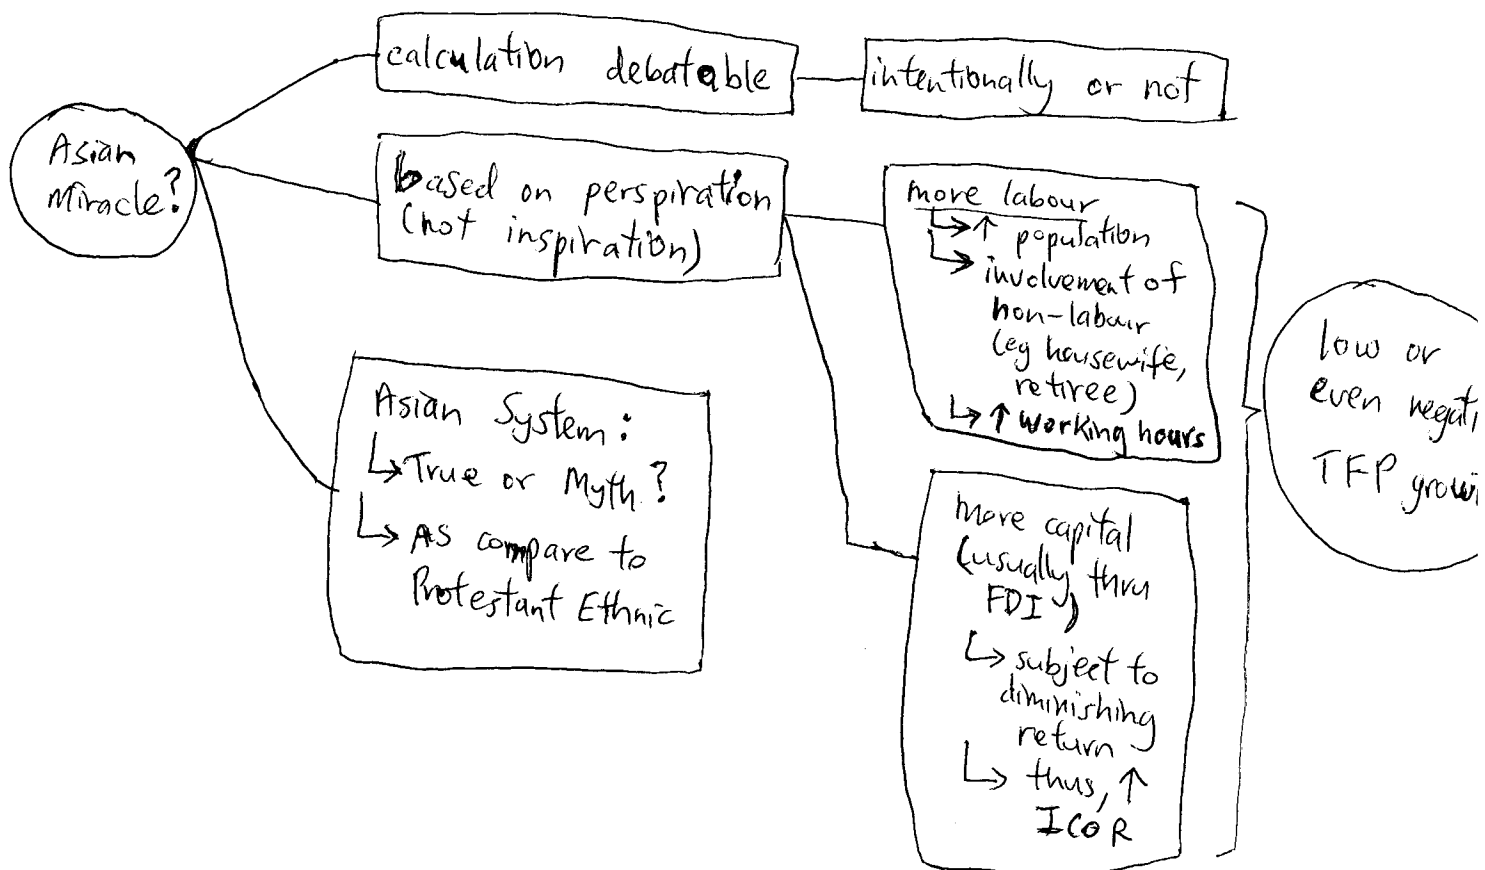 Asian
Miracle?
calculation debatable
intentionally or not
based on perspiration
(not inspiration)
more labour
↳ ↑ population
↳ involvement of
non-labour
(eg housewife,
retiree)
↳ ↑ working hours
Asian System:
↳ True or Myth?
↳ As compare to
Protestant Ethnic
more capital
(usually thru
FDI)
↳ subject to
diminishing
return
↳ thus, ↑
ICOR
low or
even negati
TFP grow